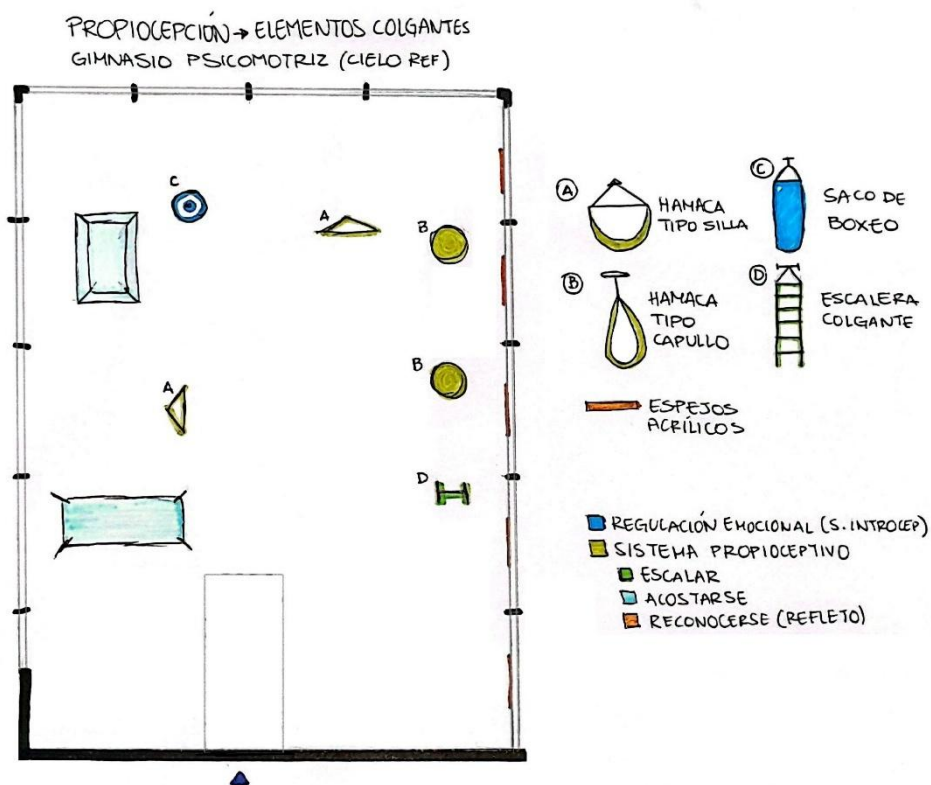 PROPIOCEPCIÓN → ELEMENTOS COLGANTES
GIMNASIO PSICOMOTRIZ (CIELO REF)
C
A
B
A
B
D
A
HAMACA
TIPO SILLA
B
HAMACA
TIPO
CAPULLO
C
SACO DE
BOXEO
D
ESCALERA
COLGANTE
ESPEJOS
ACRÍLICOS
REGULACIÓN EMOCIONAL (S. INTROCEP)
SISTEMA PROPIOCEPTIVO
ESCALAR
ACOSTARSE
RECONOCERSE (REFLETO)